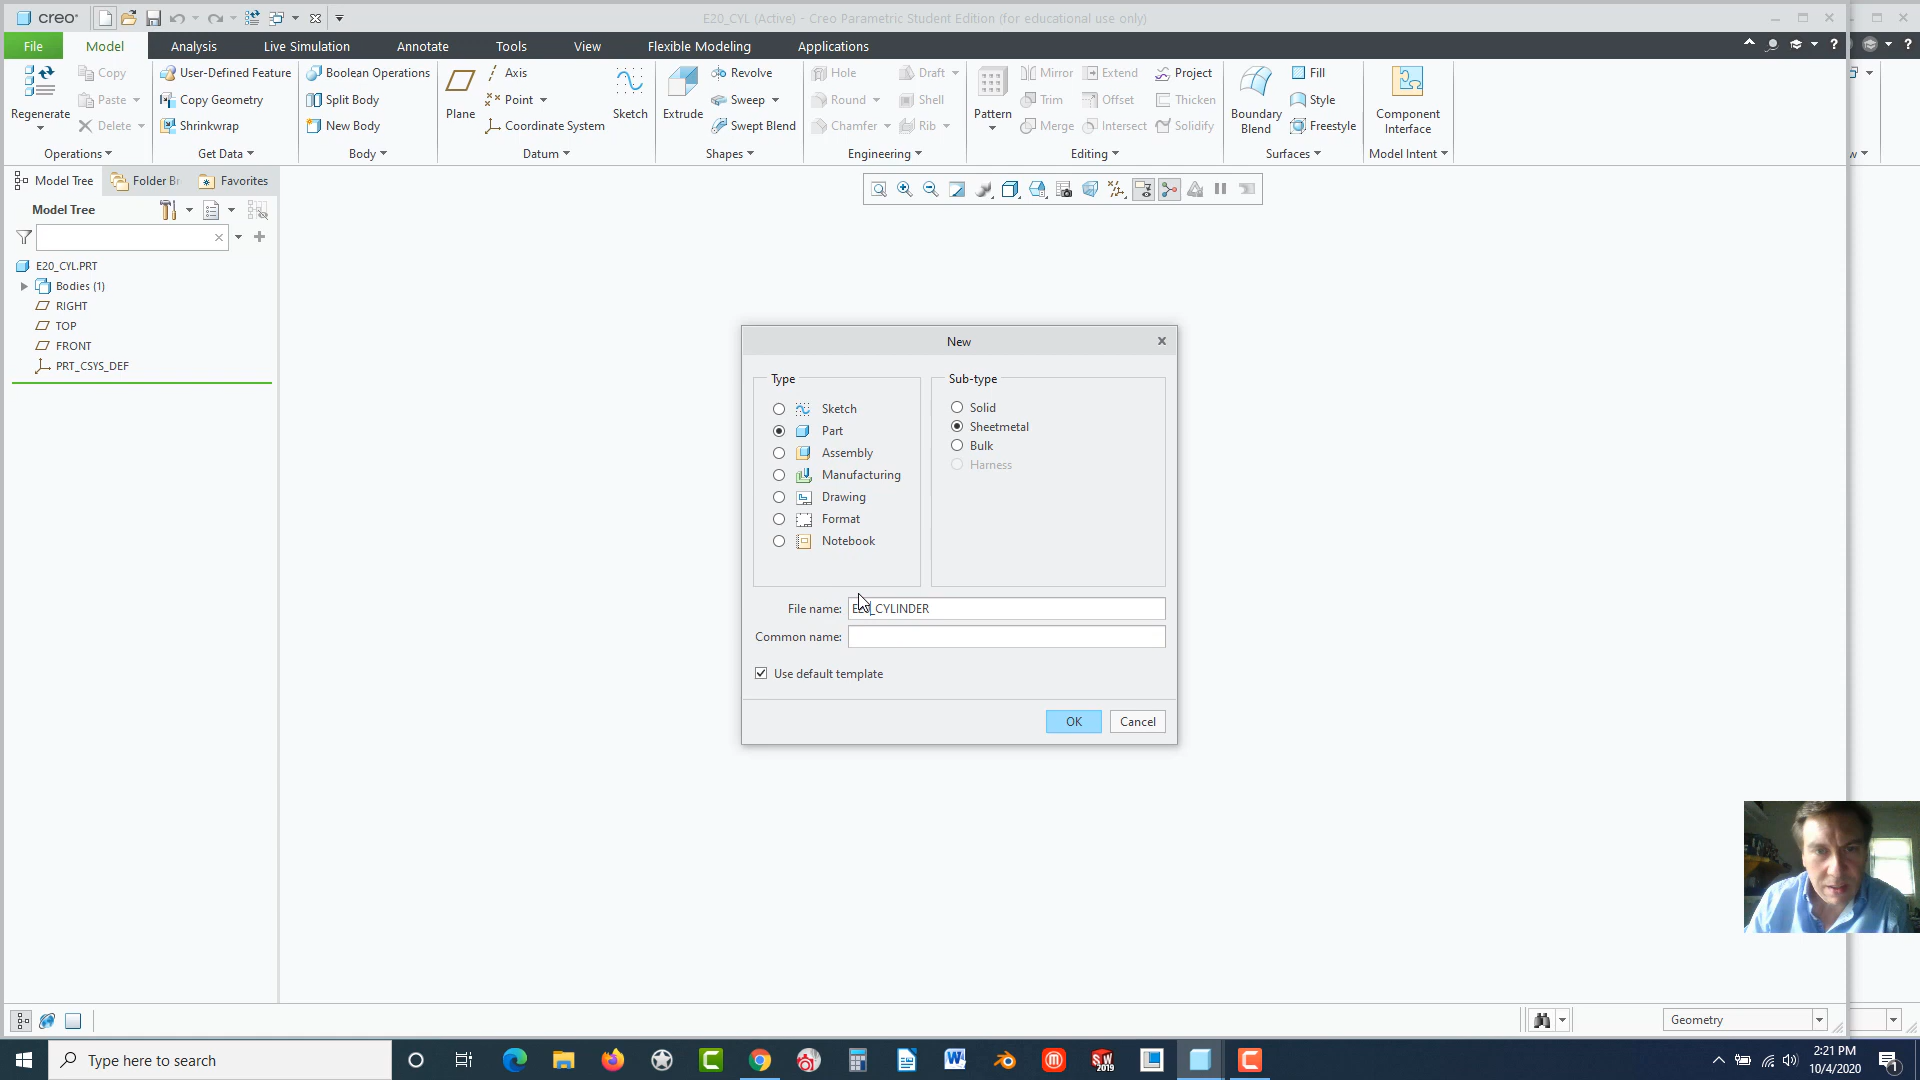 creo
E20_CYL (Active) - Creo Parametric Student Edition (for educational use only)
File Model Analysis Live Simulation Annotate Tools View Flexible Modeling Applications
Regenerate
Copy
Paste
Delete
Operations
User-Defined Feature
Copy Geometry
Shrinkwrap
Get Data
Boolean Operations
Split Body
New Body
Body
Plane
Axis
Point
Coordinate System
Sketch
Datum
Extrude
Revolve
Sweep
Swept Blend
Shapes
Hole
Round
Chamfer
Draft
Shell
Rib
Engineering
Pattern
Mirror
Trim
Merge
Extend
Offset
Intersect
Project
Thicken
Solidify
Editing
Boundary
Blend
Fill
Style
Freestyle
Surfaces
Component
Interface
Model Intent
Model Tree Folder Br Favorites
Model Tree
E20_CYL.PRT
Bodies (1)
RIGHT
TOP
FRONT
PRT_CSYS_DEF
New
Type
Sketch
Part
Assembly
Manufacturing
Drawing
Format
Notebook
Sub-type
Solid
Sheetmetal
Bulk
Harness
File name: E20_CYLINDER
Common name:
Use default template
OK Cancel
Geometry
Type here to search
2:21 PM
10/4/2020